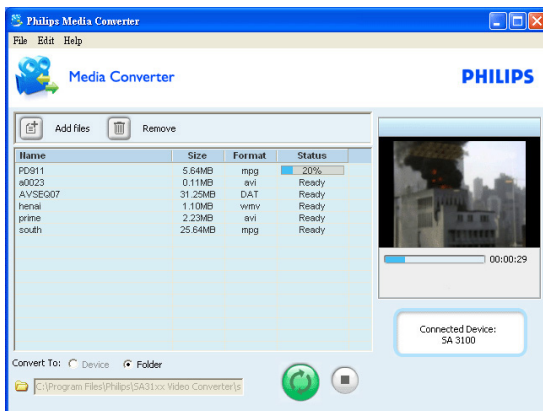 Philips Media Converter
File Edit Help
Media Converter
PHILIPS
Add files Remove
Name Size Format Status
PD911 5.64MB mpg 20%
a0023 0.11MB avi Ready
AVSEQ07 31.25MB DAT Ready
henai 1.10MB wmv Ready
prime 2.23MB avi Ready
south 25.64MB mpg Ready
00:00:29
Connected Device:
SA 3100
Convert To: Device Folder
C:\Program Files\Philips\SA31xx Video Converter\s